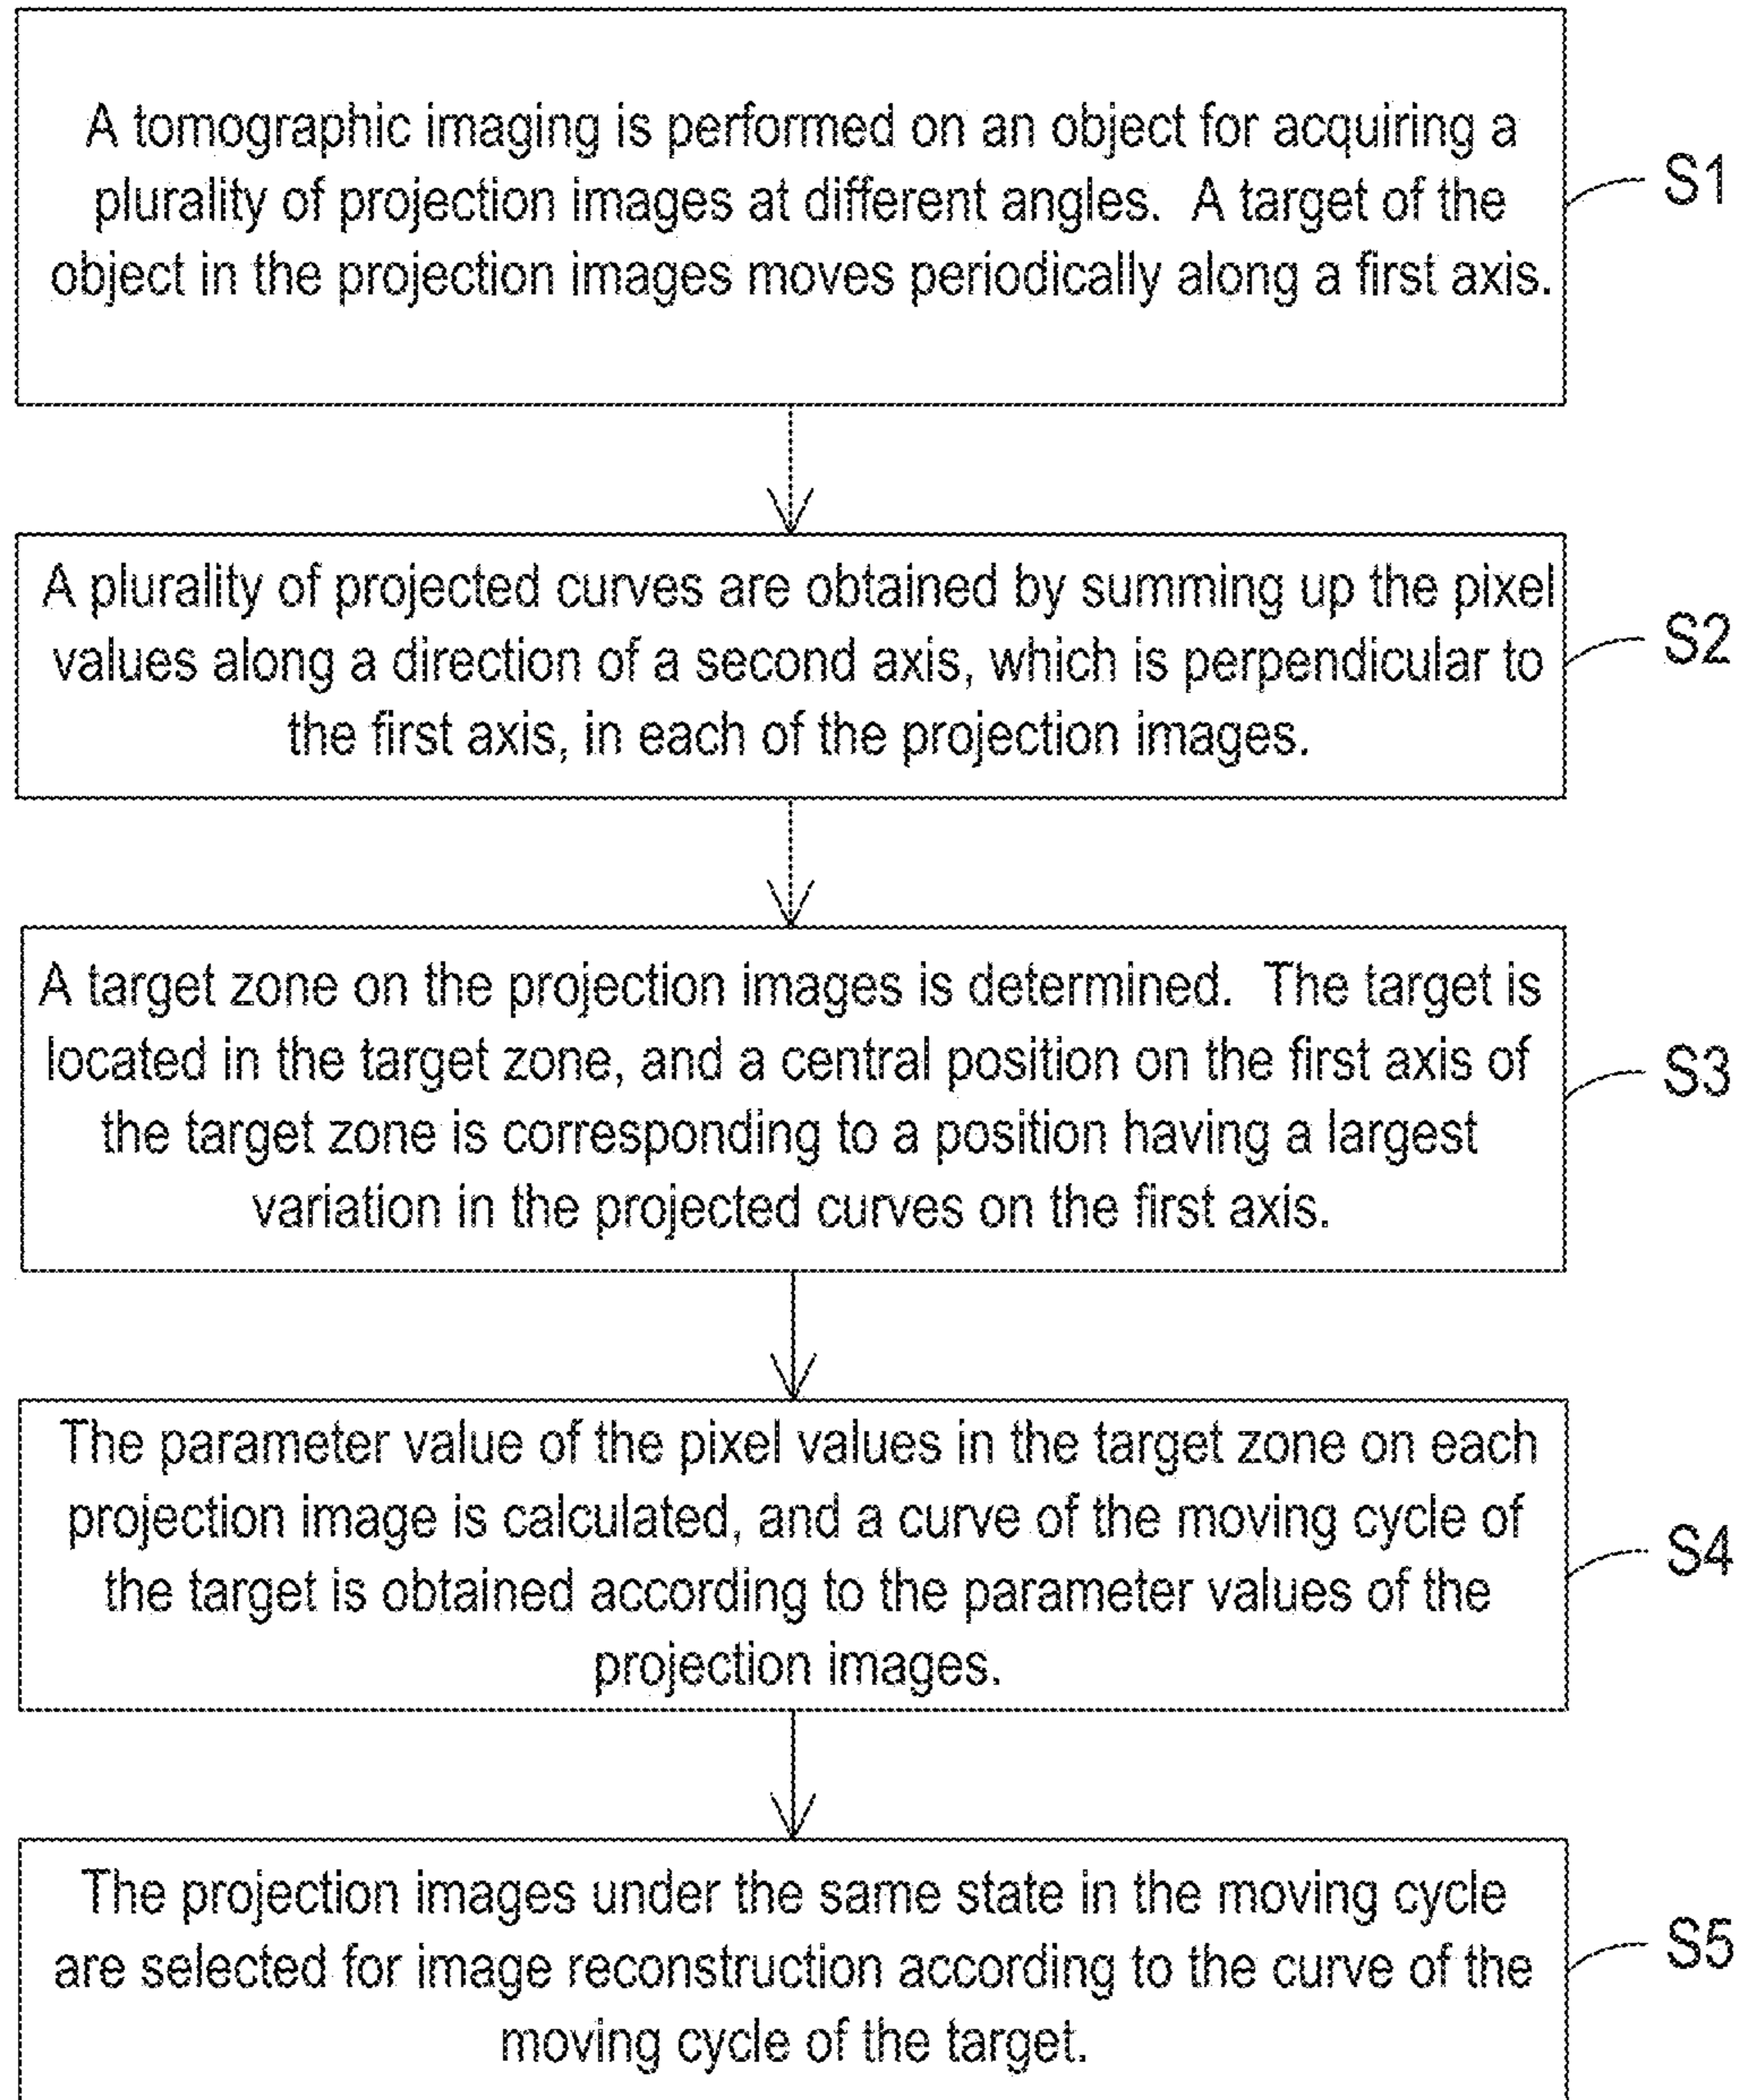 A tomographic imaging is performed on an object for acquiring a
plurality of projection images at different angles. A target of the
object in the projection images moves periodically along a first axis.
S1
A plurality of projected curves are obtained by summing up the pixel
values along a direction of a second axis, which is perpendicular to
the first axis, in each of the projection images.
S2
A target zone on the projection images is determined. The target is
located in the target zone, and a central position on the first axis of
the target zone is corresponding to a position having a largest
variation in the projected curves on the first axis.
S3
The parameter value of the pixel values in the target zone on each
projection image is calculated, and a curve of the moving cycle of
the target is obtained according to the parameter values of the
projection images.
S4
The projection images under the same state in the moving cycle
are selected for image reconstruction according to the curve of the
moving cycle of the target.
S5